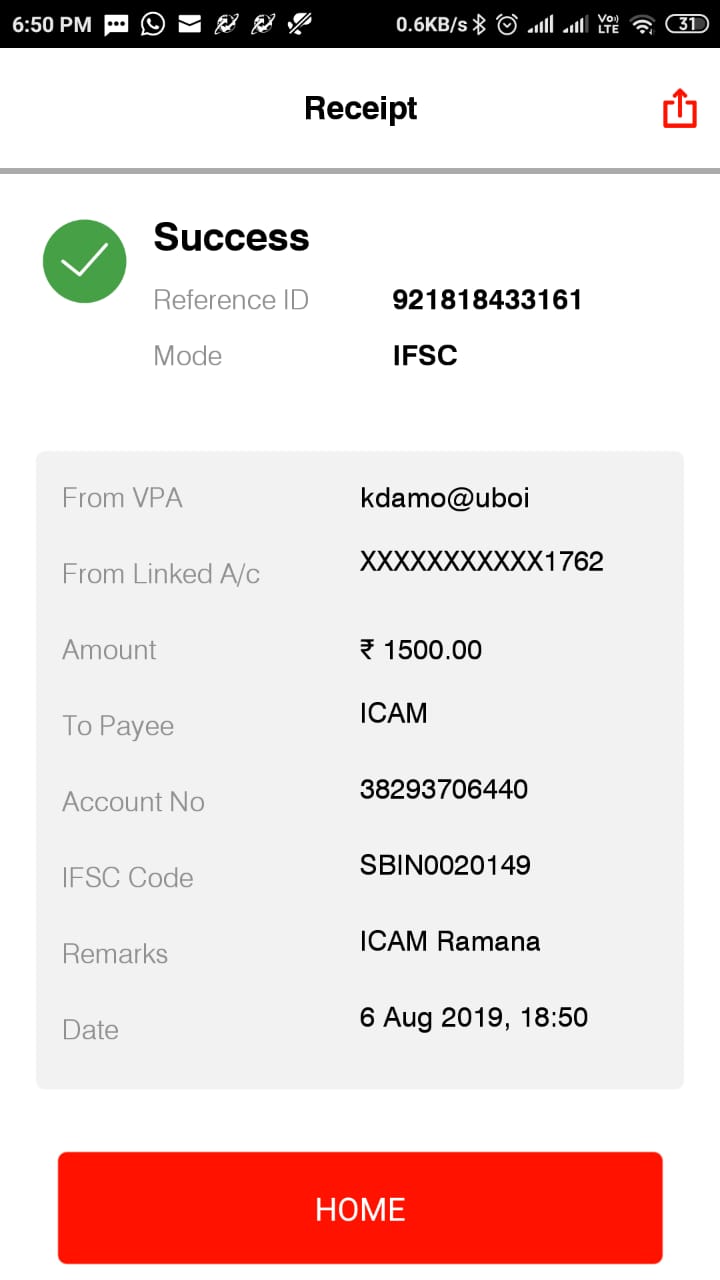 6:50 PM 0.6KB/s Vo)) LTE 31
Receipt
Success
Reference ID 921818433161
Mode IFSC
From VPA kdamo@uboi
From Linked A/c XXXXXXXXXXX1762
Amount ₹ 1500.00
To Payee ICAM
Account No 38293706440
IFSC Code SBIN0020149
Remarks ICAM Ramana
Date 6 Aug 2019, 18:50
HOME